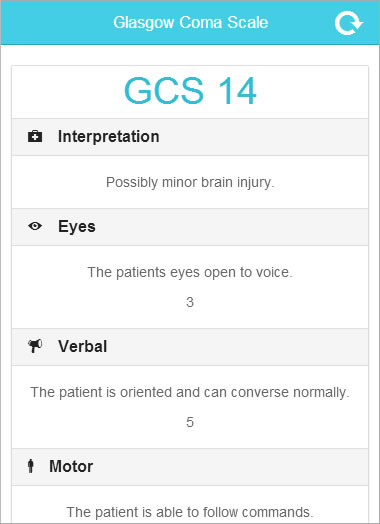 Glasgow Coma Scale
GCS 14
Interpretation
Possibly minor brain injury.
Eyes
The patients eyes open to voice.
3
Verbal
The patient is oriented and can converse normally.
5
Motor
The patient is able to follow commands.